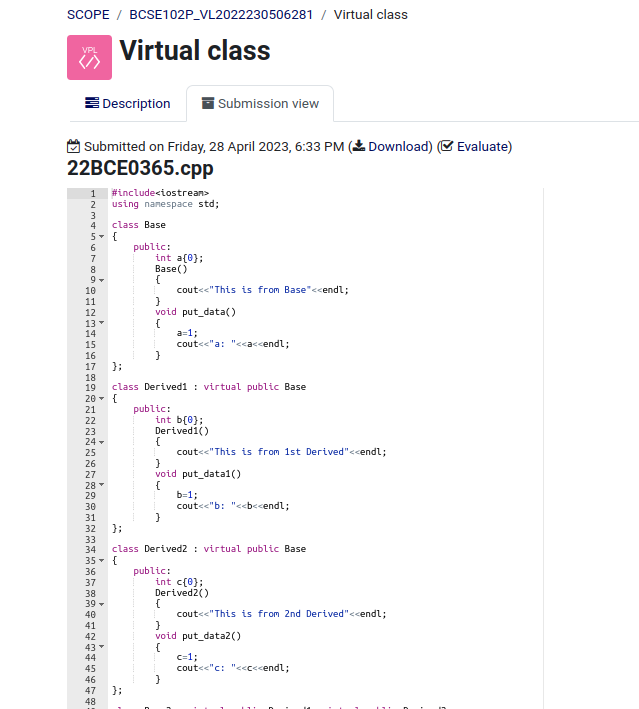 SCOPE / BCSE102P_VL2022230506281 / Virtual class
VPL
</>
Virtual class
Description
Submission view
Submitted on Friday, 28 April 2023, 6:33 PM (Download) (Evaluate)
22BCE0365.cpp
1 #include<iostream>
2 using namespace std;
3
4 class Base
5 {
6 public:
7 int a{0};
8 Base()
9 {
10 cout<<"This is from Base"<<endl;
11 }
12 void put_data()
13 {
14 a=1;
15 cout<<"a: "<<a<<endl;
16 }
17 };
18
19 class Derived1 : virtual public Base
20 {
21 public:
22 int b{0};
23 Derived1()
24 {
25 cout<<"This is from 1st Derived"<<endl;
26 }
27 void put_data1()
28 {
29 b=1;
30 cout<<"b: "<<b<<endl;
31 }
32 };
33
34 class Derived2 : virtual public Base
35 {
36 public:
37 int c{0};
38 Derived2()
39 {
40 cout<<"This is from 2nd Derived"<<endl;
41 }
42 void put_data2()
43 {
44 c=1;
45 cout<<"c: "<<c<<endl;
46 }
47 };
48